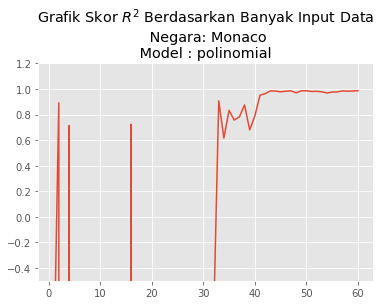 Grafik Skor $R^2$ Berdasarkan Banyak Input Data
Negara: Monaco
Model : polinomial
1.2
1.0
0.8
0.6
0.4
0.2
0.0
−0.2
−0.4
0 10 20 30 40 50 60